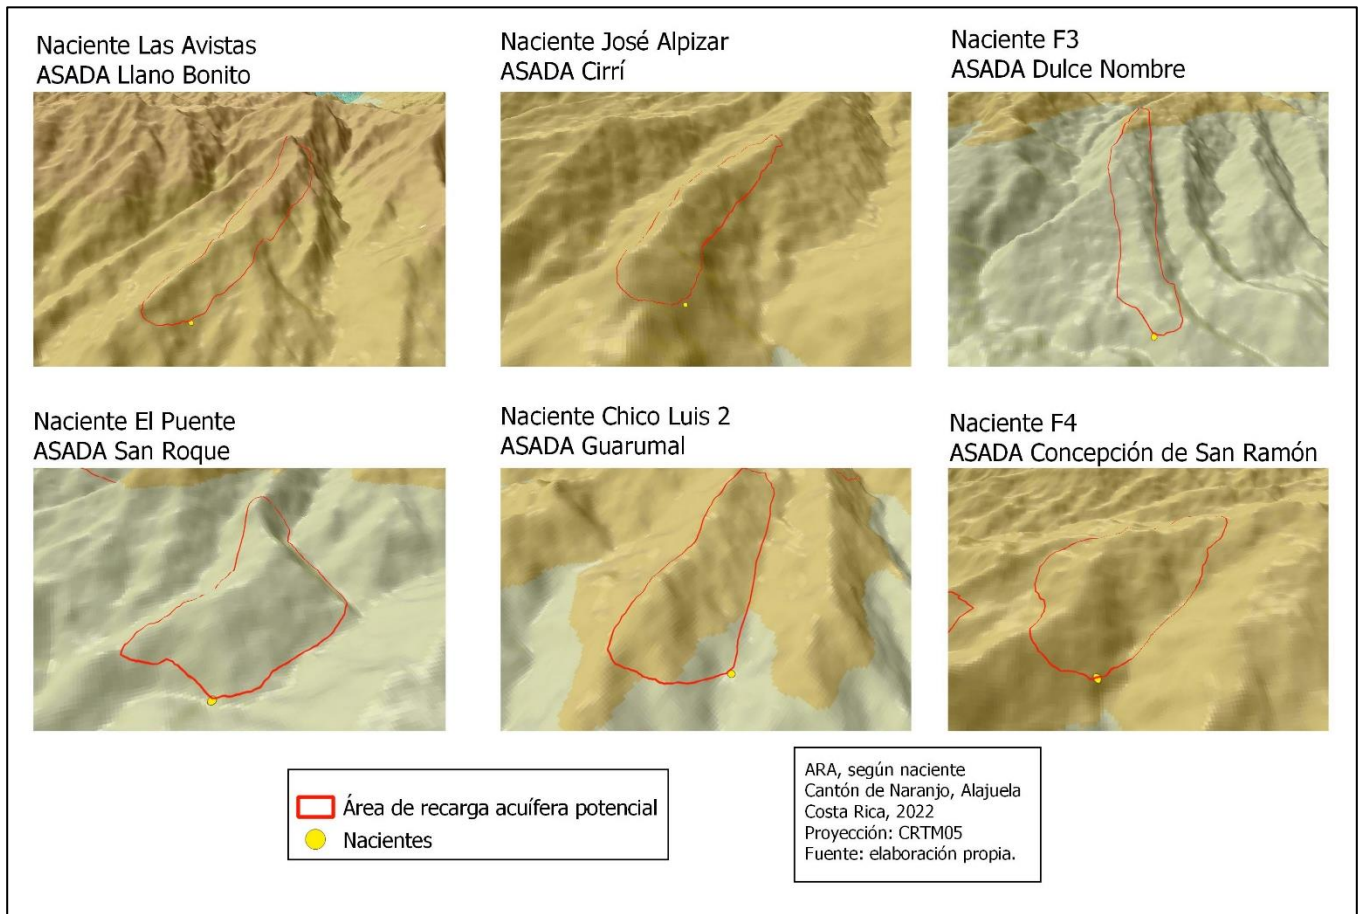 Naciente Las Avistas
ASADA Llano Bonito
Naciente José Alpizar
ASADA Cirrí
Naciente F3
ASADA Dulce Nombre
Naciente El Puente
ASADA San Roque
Naciente Chico Luis 2
ASADA Guarumal
Naciente F4
ASADA Concepción de San Ramón
Área de recarga acuífera potencial
Nacientes
ARA, según naciente
Cantón de Naranjo, Alajuela
Costa Rica, 2022
Proyección: CRTM05
Fuente: elaboración propia.